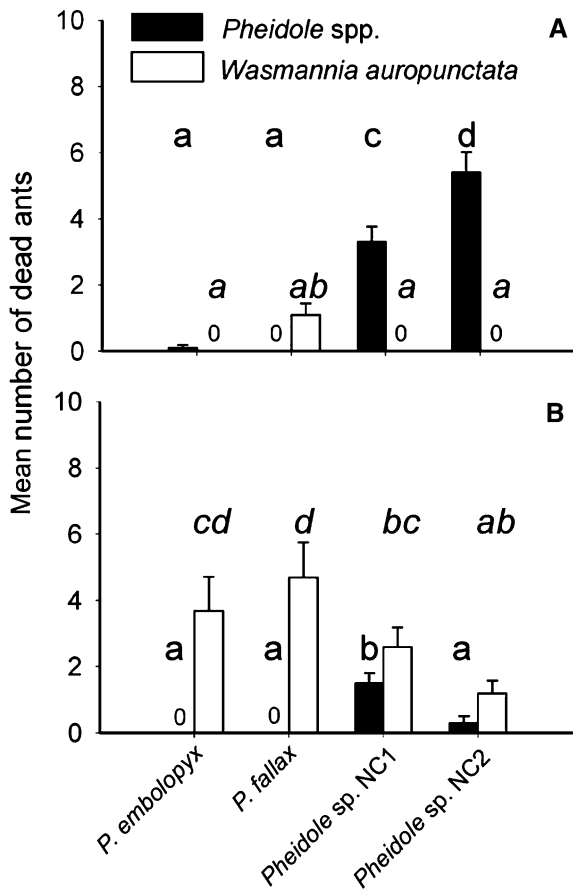 Mean number of dead ants
10
8
6
4
2
0
Pheidole spp.
Wasmannia auropunctata
A
a a c d
a ab a a
0 0 0 0
10
8
6
4
2
0
B
cd d bc ab
a a b a
0 0
P. embolopyx
P. fallax
Pheidole sp. NC1
Pheidole sp. NC2